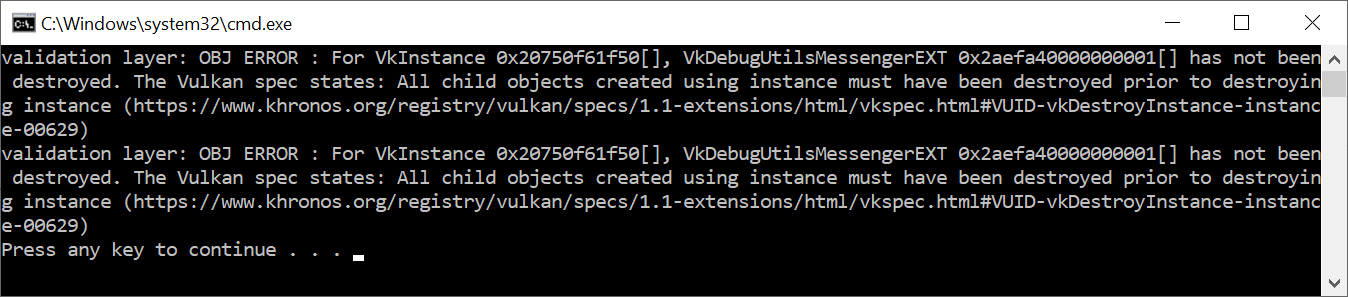 C:\Windows\system32\cmd.exe
validation layer: OBJ ERROR : For VkInstance 0x20750f61f50[], VkDebugUtilsMessengerEXT 0x2aefa40000000001[] has not been
 destroyed. The Vulkan spec states: All child objects created using instance must have been destroyed prior to destroyin
g instance (https://www.khronos.org/registry/vulkan/specs/1.1-extensions/html/vkspec.html#VUID-vkDestroyInstance-instanc
e-00629)
validation layer: OBJ ERROR : For VkInstance 0x20750f61f50[], VkDebugUtilsMessengerEXT 0x2aefa40000000001[] has not been
 destroyed. The Vulkan spec states: All child objects created using instance must have been destroyed prior to destroyin
g instance (https://www.khronos.org/registry/vulkan/specs/1.1-extensions/html/vkspec.html#VUID-vkDestroyInstance-instanc
e-00629)
Press any key to continue . . .